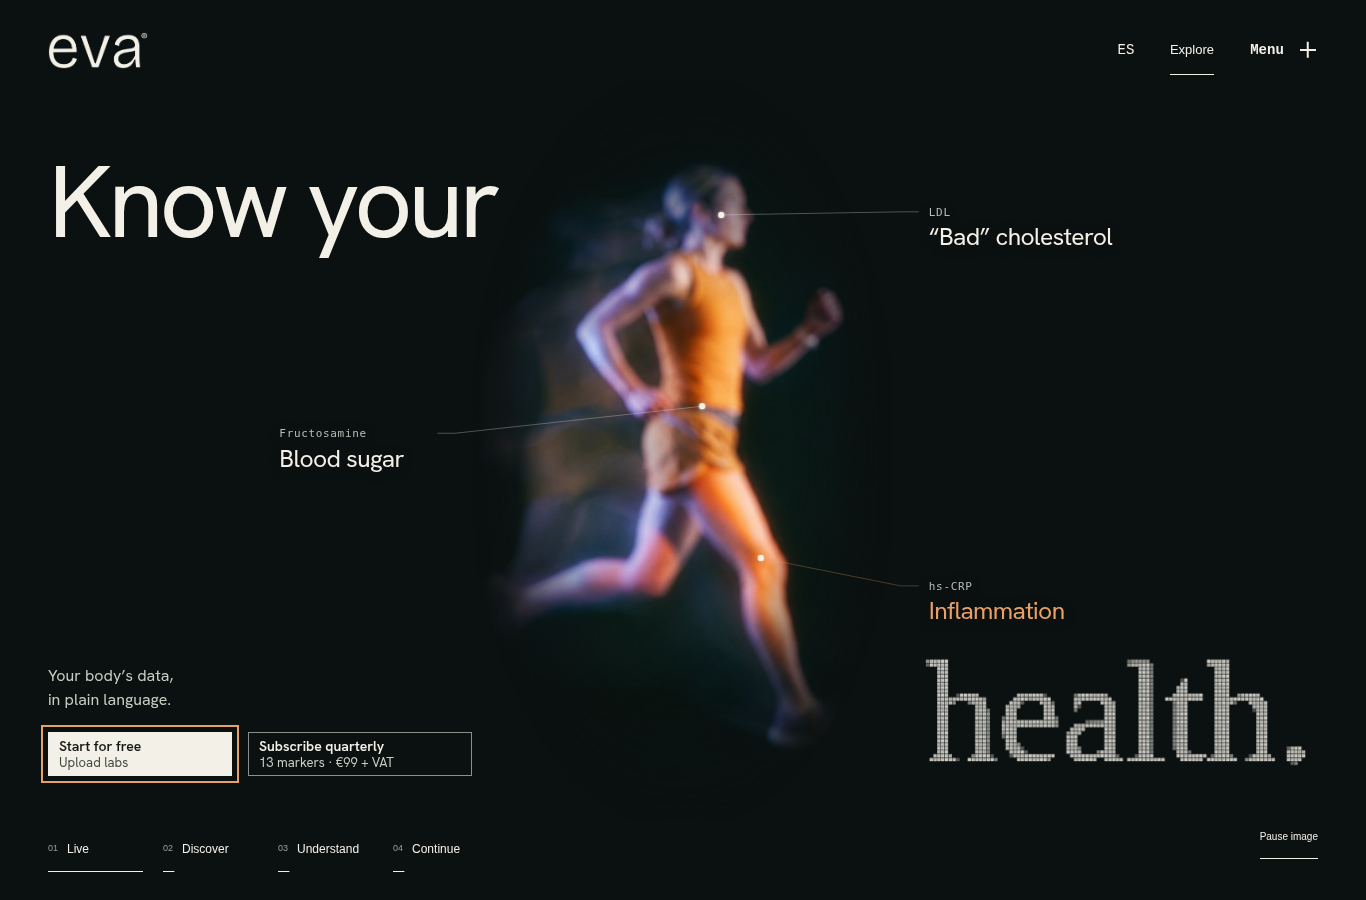 eva®
ES
Explore
Menu
Know your
LDL
“Bad” cholesterol
Fructosamine
Blood sugar
hs-CRP
Inflammation
health.
Your body’s data,
in plain language.
Start for free
Upload labs
Subscribe quarterly
13 markers · €99 + VAT
Pause image
01 Live
02 Discover
03 Understand
04 Continue